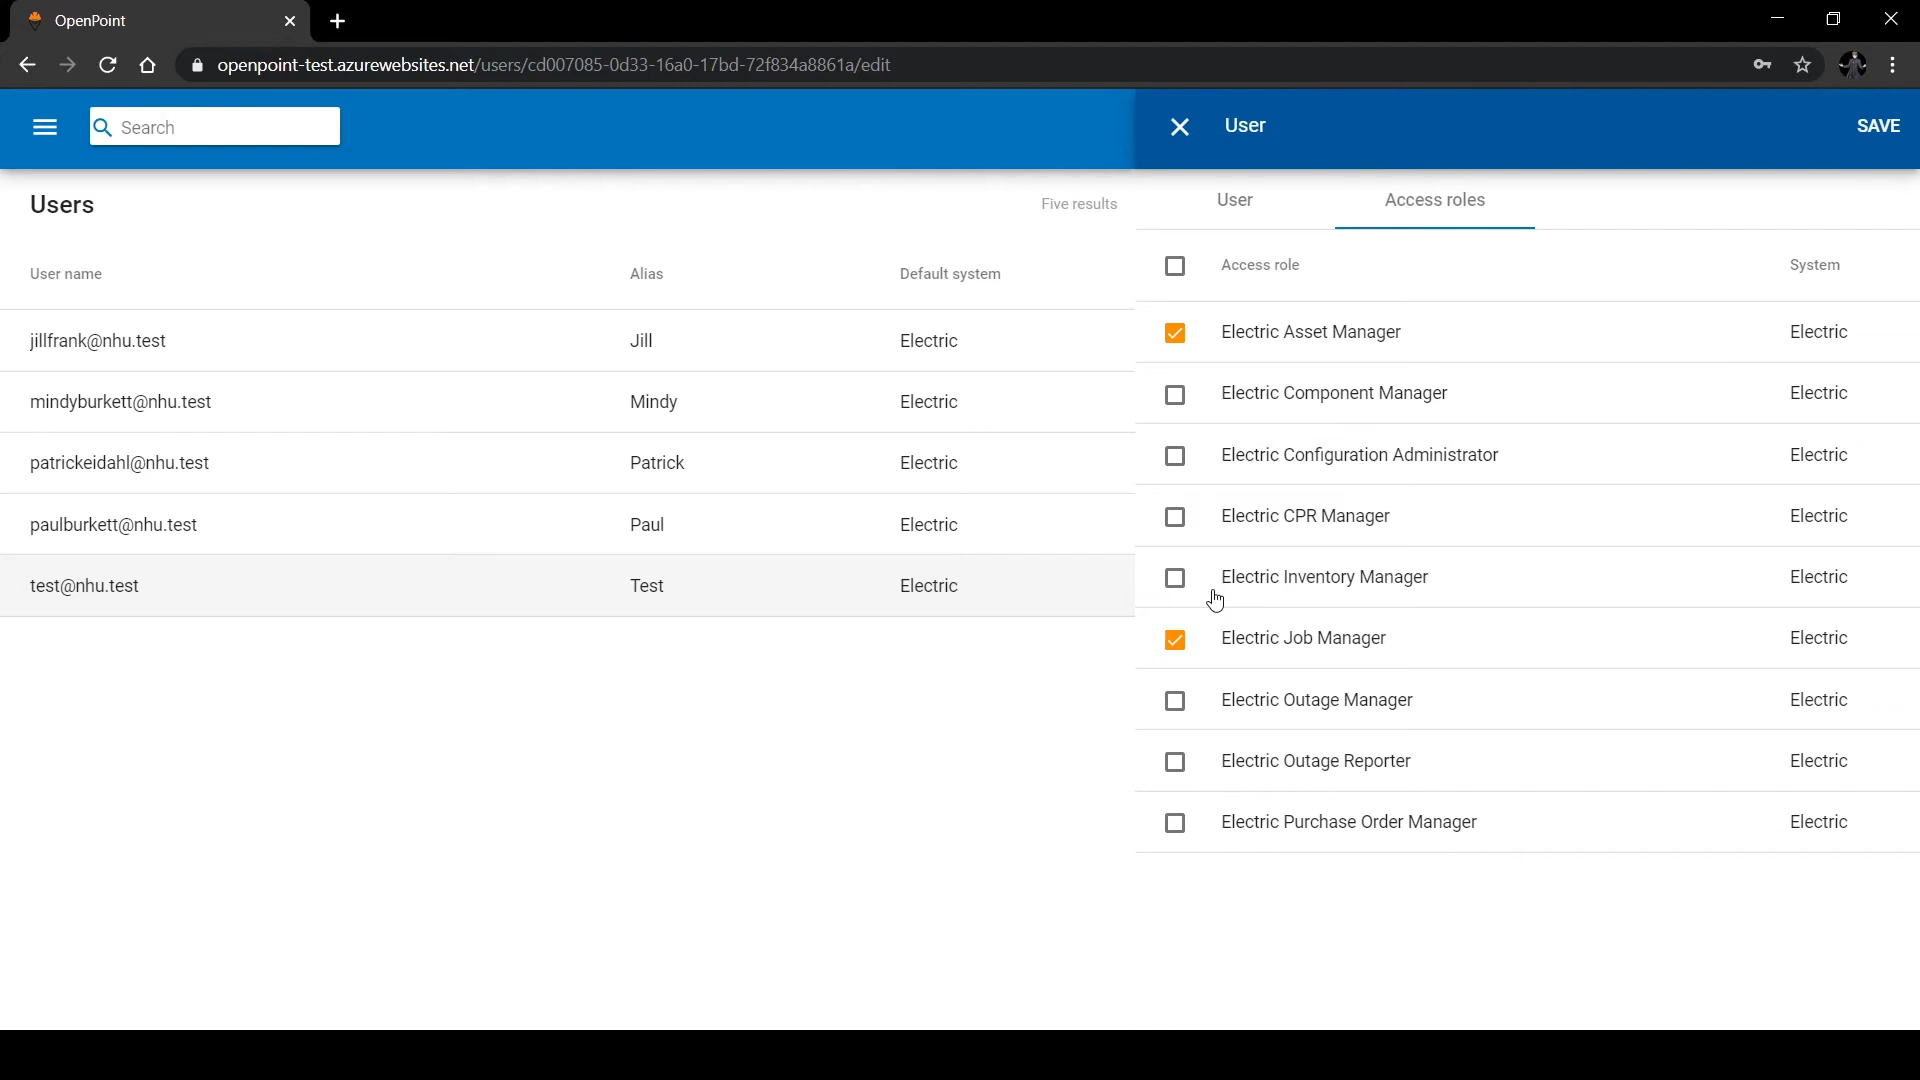 OpenPoint
openpoint-test.azurewebsites.net/users/cd007085-0d33-16a0-17bd-72f834a8861a/edit
Search
User
SAVE
Users
Five results
User
Access roles
User name
Alias
Default system
Access role
System
jillfrank@nhu.test
Jill
Electric
mindyburkett@nhu.test
Mindy
Electric
patrickeidahl@nhu.test
Patrick
Electric
paulburkett@nhu.test
Paul
Electric
test@nhu.test
Test
Electric
Electric Asset Manager
Electric
Electric Component Manager
Electric
Electric Configuration Administrator
Electric
Electric CPR Manager
Electric
Electric Inventory Manager
Electric
Electric Job Manager
Electric
Electric Outage Manager
Electric
Electric Outage Reporter
Electric
Electric Purchase Order Manager
Electric